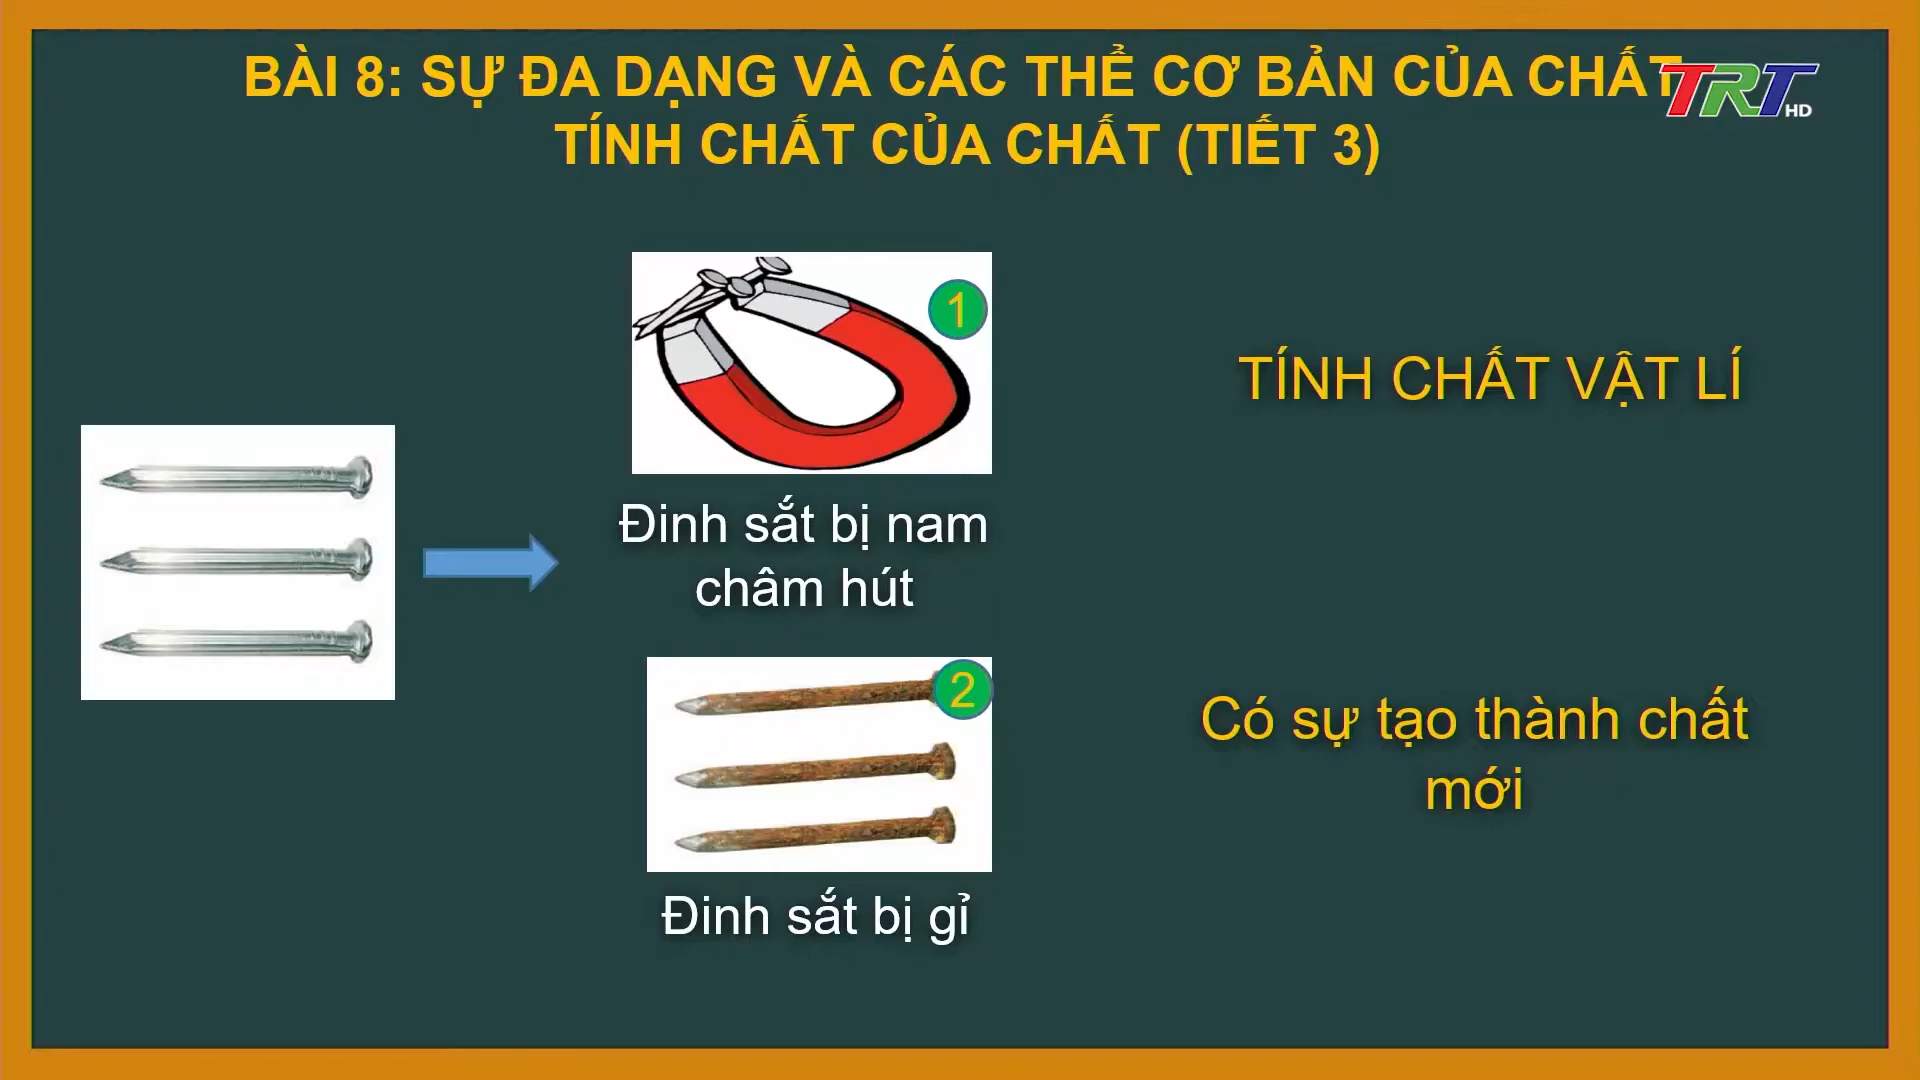 BÀI 8: SỰ ĐA DẠNG VÀ CÁC THỂ CƠ BẢN CỦA CHẤT
TÍNH CHẤT CỦA CHẤT (TIẾT 3)
TRT HD
1
TÍNH CHẤT VẬT LÍ
Đinh sắt bị nam
châm hút
2
Có sự tạo thành chất
mới
Đinh sắt bị gỉ